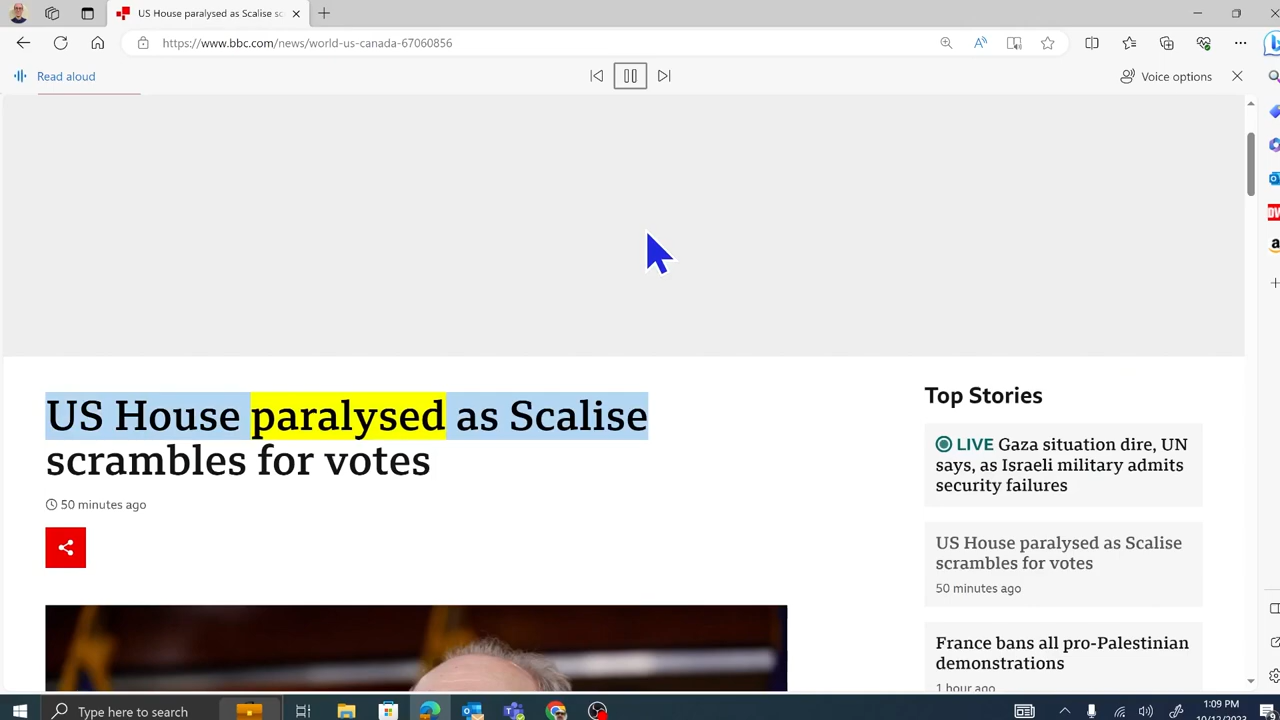 US House paralysed as Scalise sc
https://www.bbc.com/news/world-us-canada-67060856
Read aloud
Voice options
US House paralysed as Scalise
scrambles for votes
50 minutes ago
Top Stories
LIVE Gaza situation dire, UN
says, as Israeli military admits
security failures
US House paralysed as Scalise
scrambles for votes
50 minutes ago
France bans all pro-Palestinian
demonstrations
1 hour ago
Type here to search
1:09 PM
10/12/2023